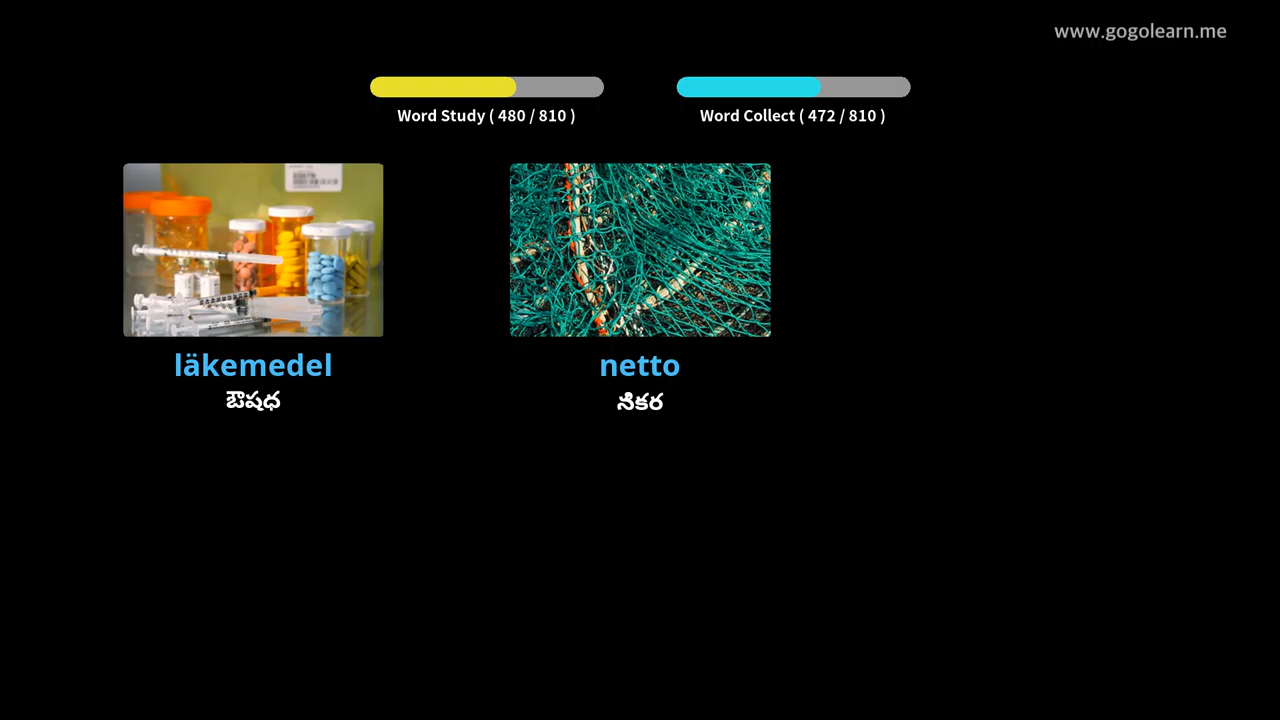 www.gogolearn.me
Word Study ( 480 / 810 )
Word Collect ( 472 / 810 )
läkemedel
ఔషధ
netto
నికర